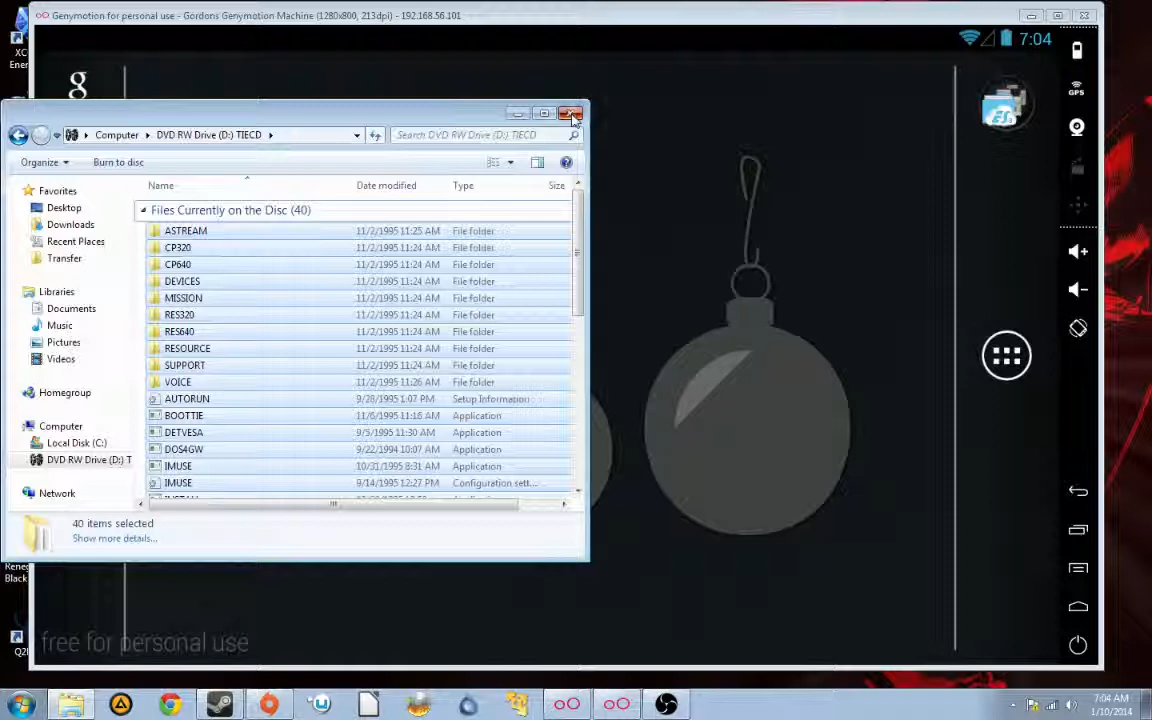 Genymotion for personal use - Gordons Genymotion Machine (1280x800, 213dpi) - 192.168.56.101
XC
Ener
7:04
g
ES
GPS
Computer
DVD RW Drive (D:) TIECD
Search DVD RW Drive (D:) TIECD
Organize
Burn to disc
Name
Date modified
Type
Size
Favorites
Desktop
Downloads
Recent Places
Transfer
Libraries
Documents
Music
Pictures
Videos
Homegroup
Computer
Local Disk (C:)
DVD RW Drive (D:) T
Network
Files Currently on the Disc (40)
ASTREAM 11/2/1995 11:25 AM File folder
CP320 11/2/1995 11:24 AM File folder
CP640 11/2/1995 11:24 AM File folder
DEVICES 11/2/1995 11:24 AM File folder
MISSION 11/2/1995 11:24 AM File folder
RES320 11/2/1995 11:24 AM File folder
RES640 11/2/1995 11:24 AM File folder
RESOURCE 11/2/1995 11:24 AM File folder
SUPPORT 11/2/1995 11:24 AM File folder
VOICE 11/2/1995 11:26 AM File folder
AUTORUN 9/28/1995 1:07 PM Setup Information
BOOTTIE 11/6/1995 11:16 AM Application
DETVESA 9/5/1995 11:30 AM Application
DOS4GW 9/22/1994 10:07 AM Application
IMUSE 10/31/1995 8:31 AM Application
IMUSE 9/14/1995 12:27 PM Configuration sett...
40 items selected
Show more details...
Reneg
Black
Q2
free for personal use
7:04 AM
1/10/2014